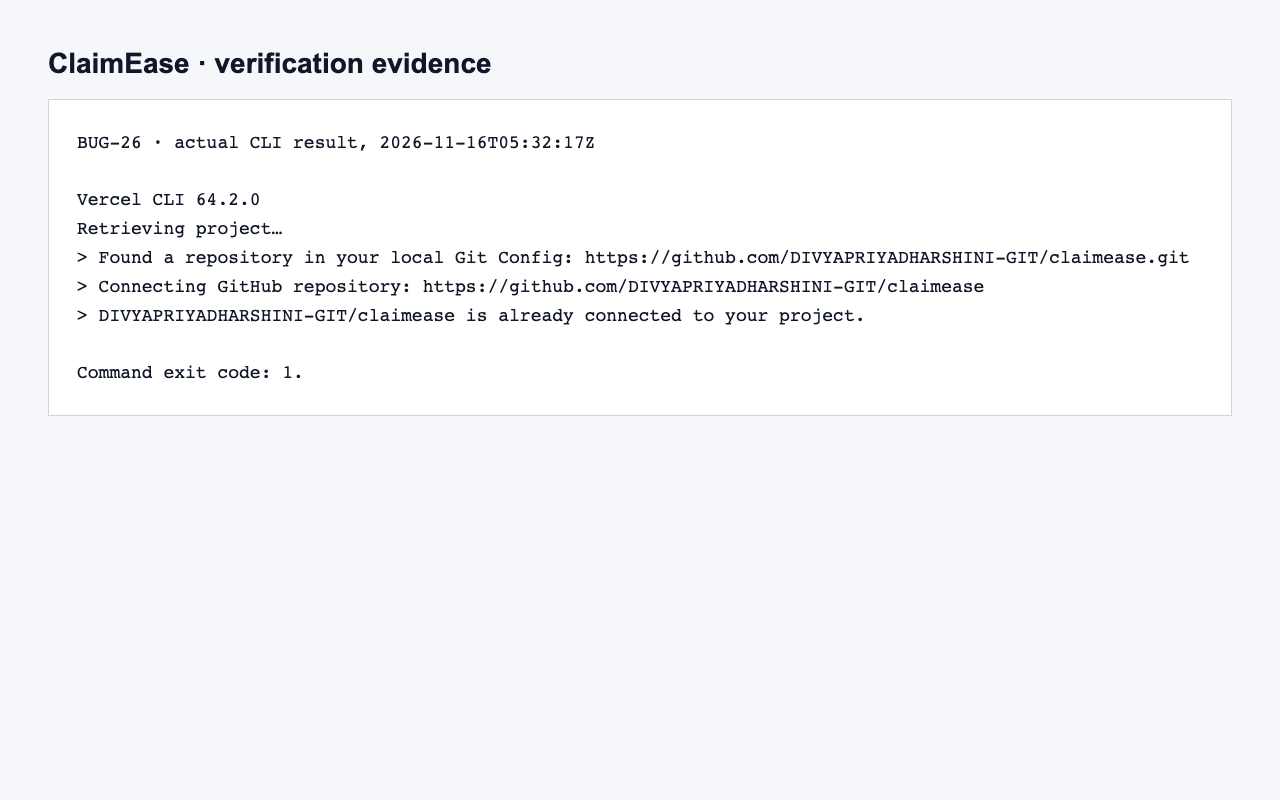 ClaimEase · verification evidence
BUG-26 · actual CLI result, 2026-11-16T05:32:17Z
Vercel CLI 64.2.0
Retrieving project…
> Found a repository in your local Git Config: https://github.com/DIVYAPRIYADHARSHINI-GIT/claimease.git
> Connecting GitHub repository: https://github.com/DIVYAPRIYADHARSHINI-GIT/claimease
> DIVYAPRIYADHARSHINI-GIT/claimease is already connected to your project.
Command exit code: 1.